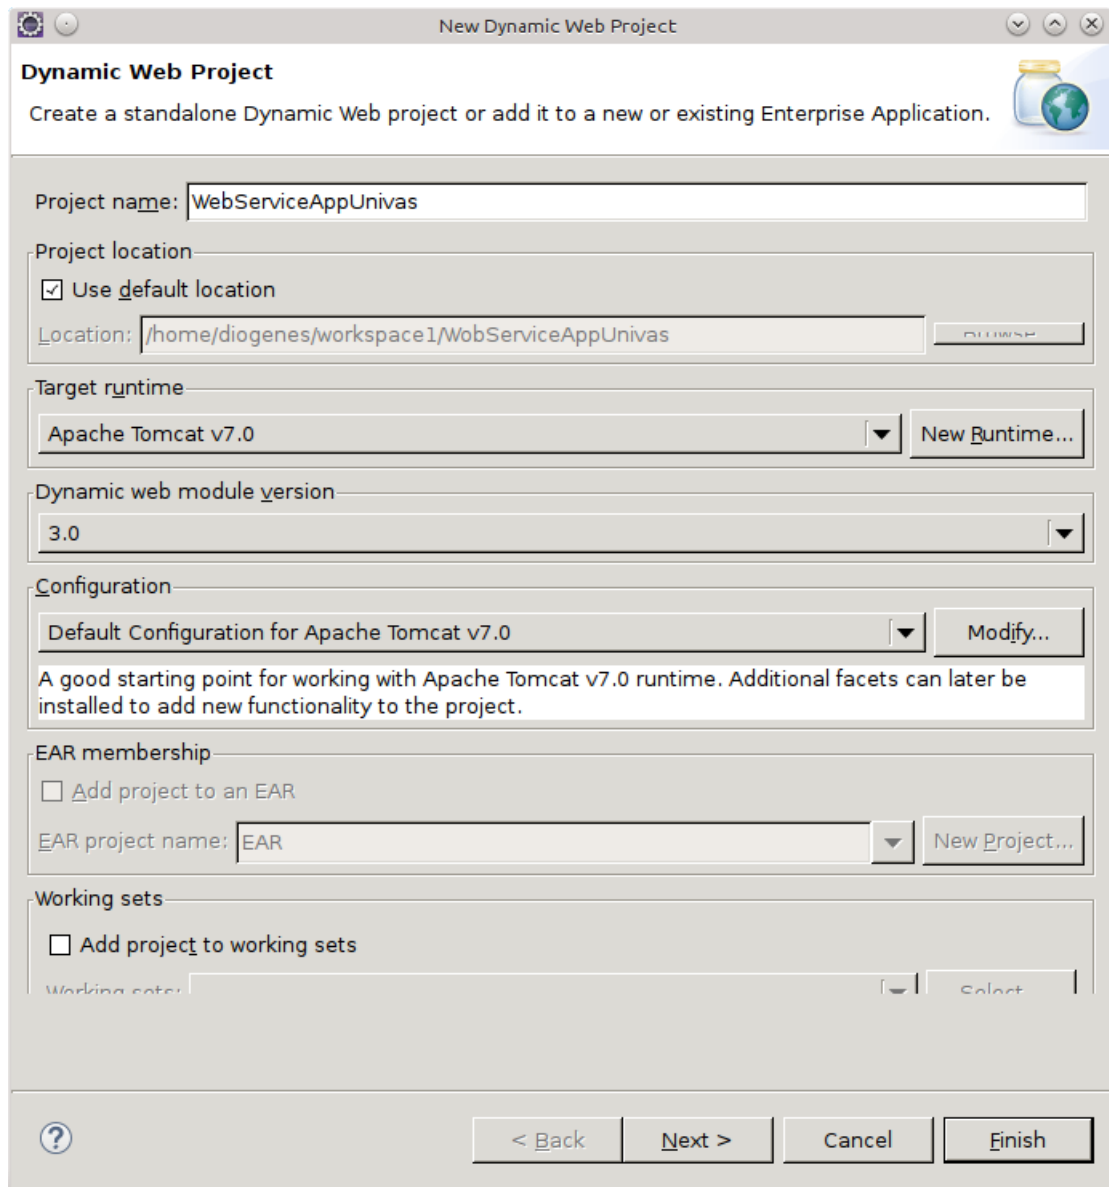 New Dynamic Web Project
Dynamic Web Project
Create a standalone Dynamic Web project or add it to a new or existing Enterprise Application.
Project name: WebServiceAppUnivas
Project location
Use default location
Location: /home/diogenes/workspace1/WobServiceAppUnivas
Browse...
Target runtime
Apache Tomcat v7.0
New Runtime...
Dynamic web module version
3.0
Configuration
Default Configuration for Apache Tomcat v7.0
Modify...
A good starting point for working with Apache Tomcat v7.0 runtime. Additional facets can later be
installed to add new functionality to the project.
EAR membership
Add project to an EAR
EAR project name: EAR
New Project...
Working sets
Add project to working sets
Working sets:
Select...
< Back
Next >
Cancel
Finish